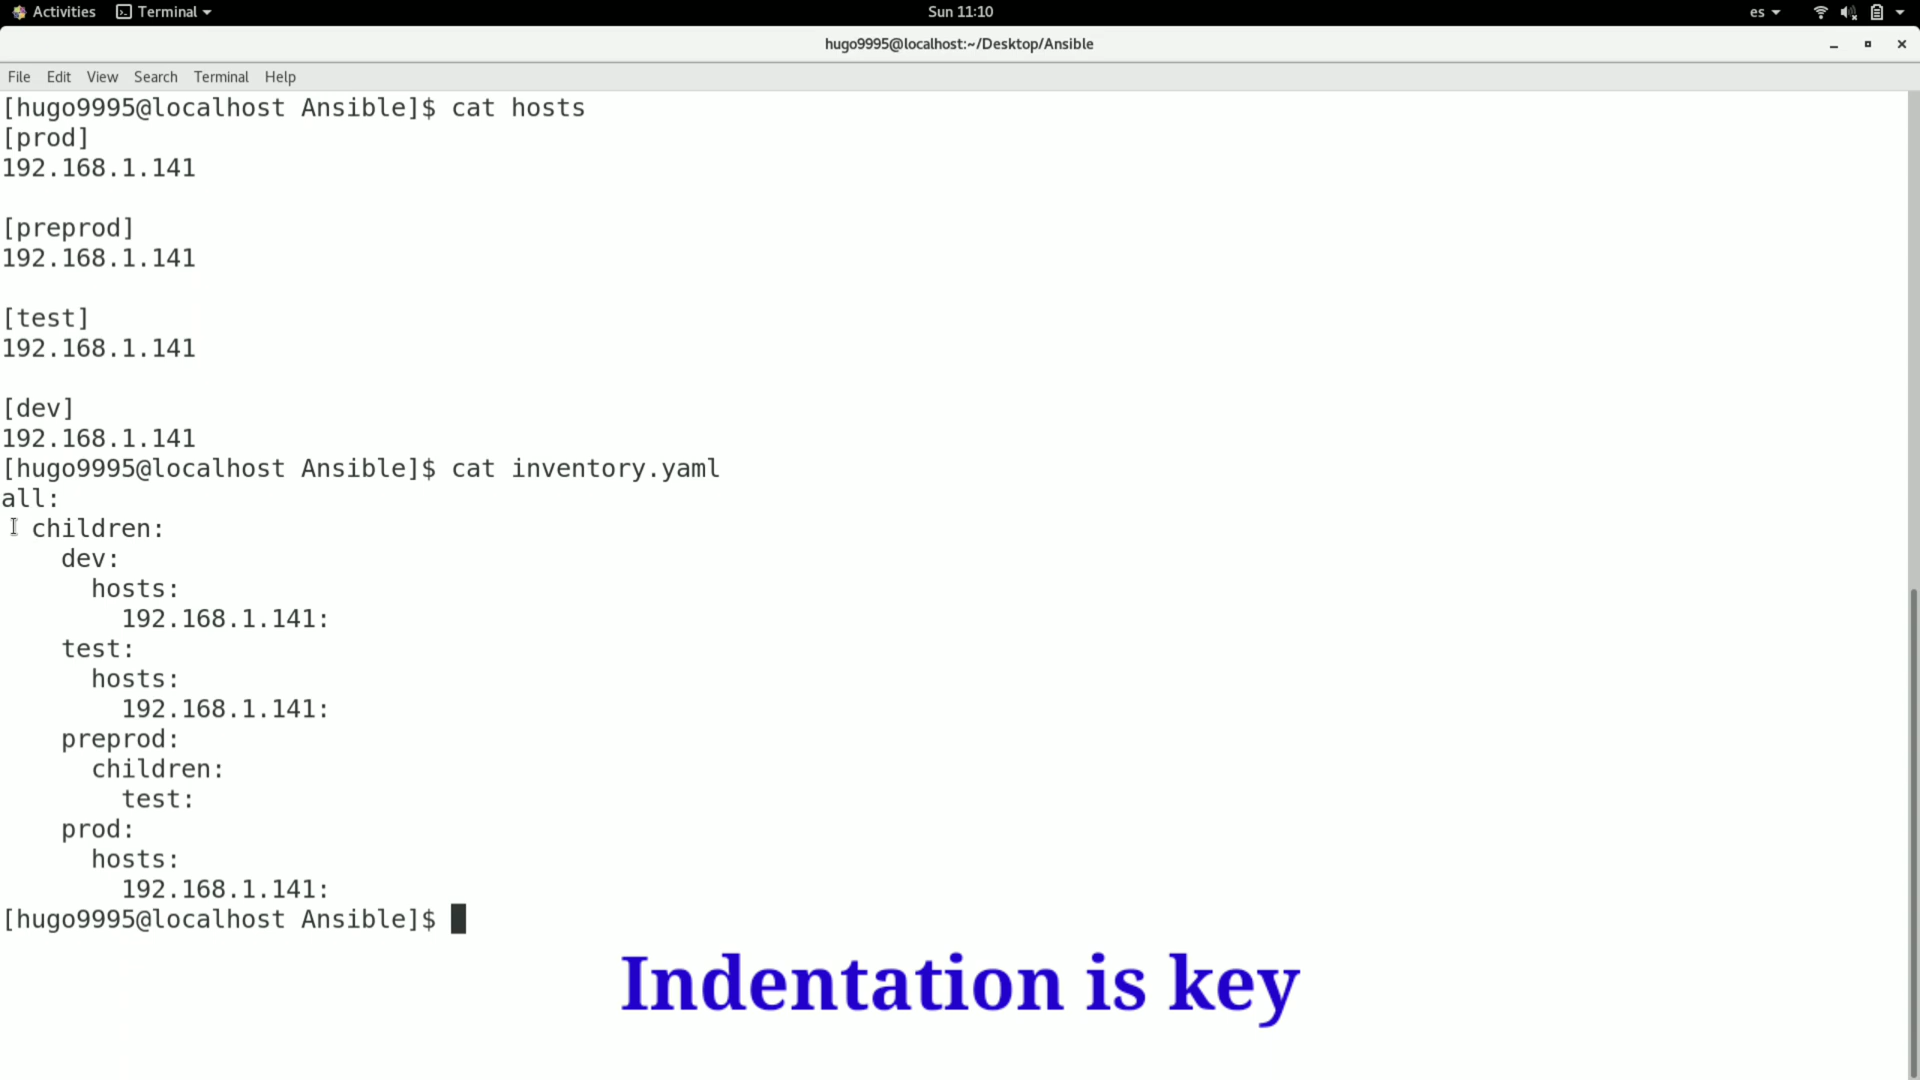 Activities Terminal Sun 11:10 es
hugo9995@localhost:~/Desktop/Ansible
File Edit View Search Terminal Help
[hugo9995@localhost Ansible]$ cat hosts
[prod]
192.168.1.141
[preprod]
192.168.1.141
[test]
192.168.1.141
[dev]
192.168.1.141
[hugo9995@localhost Ansible]$ cat inventory.yaml
all:
  children:
    dev:
      hosts:
        192.168.1.141:
    test:
      hosts:
        192.168.1.141:
    preprod:
      children:
        test:
    prod:
      hosts:
        192.168.1.141:
[hugo9995@localhost Ansible]$
Indentation is key